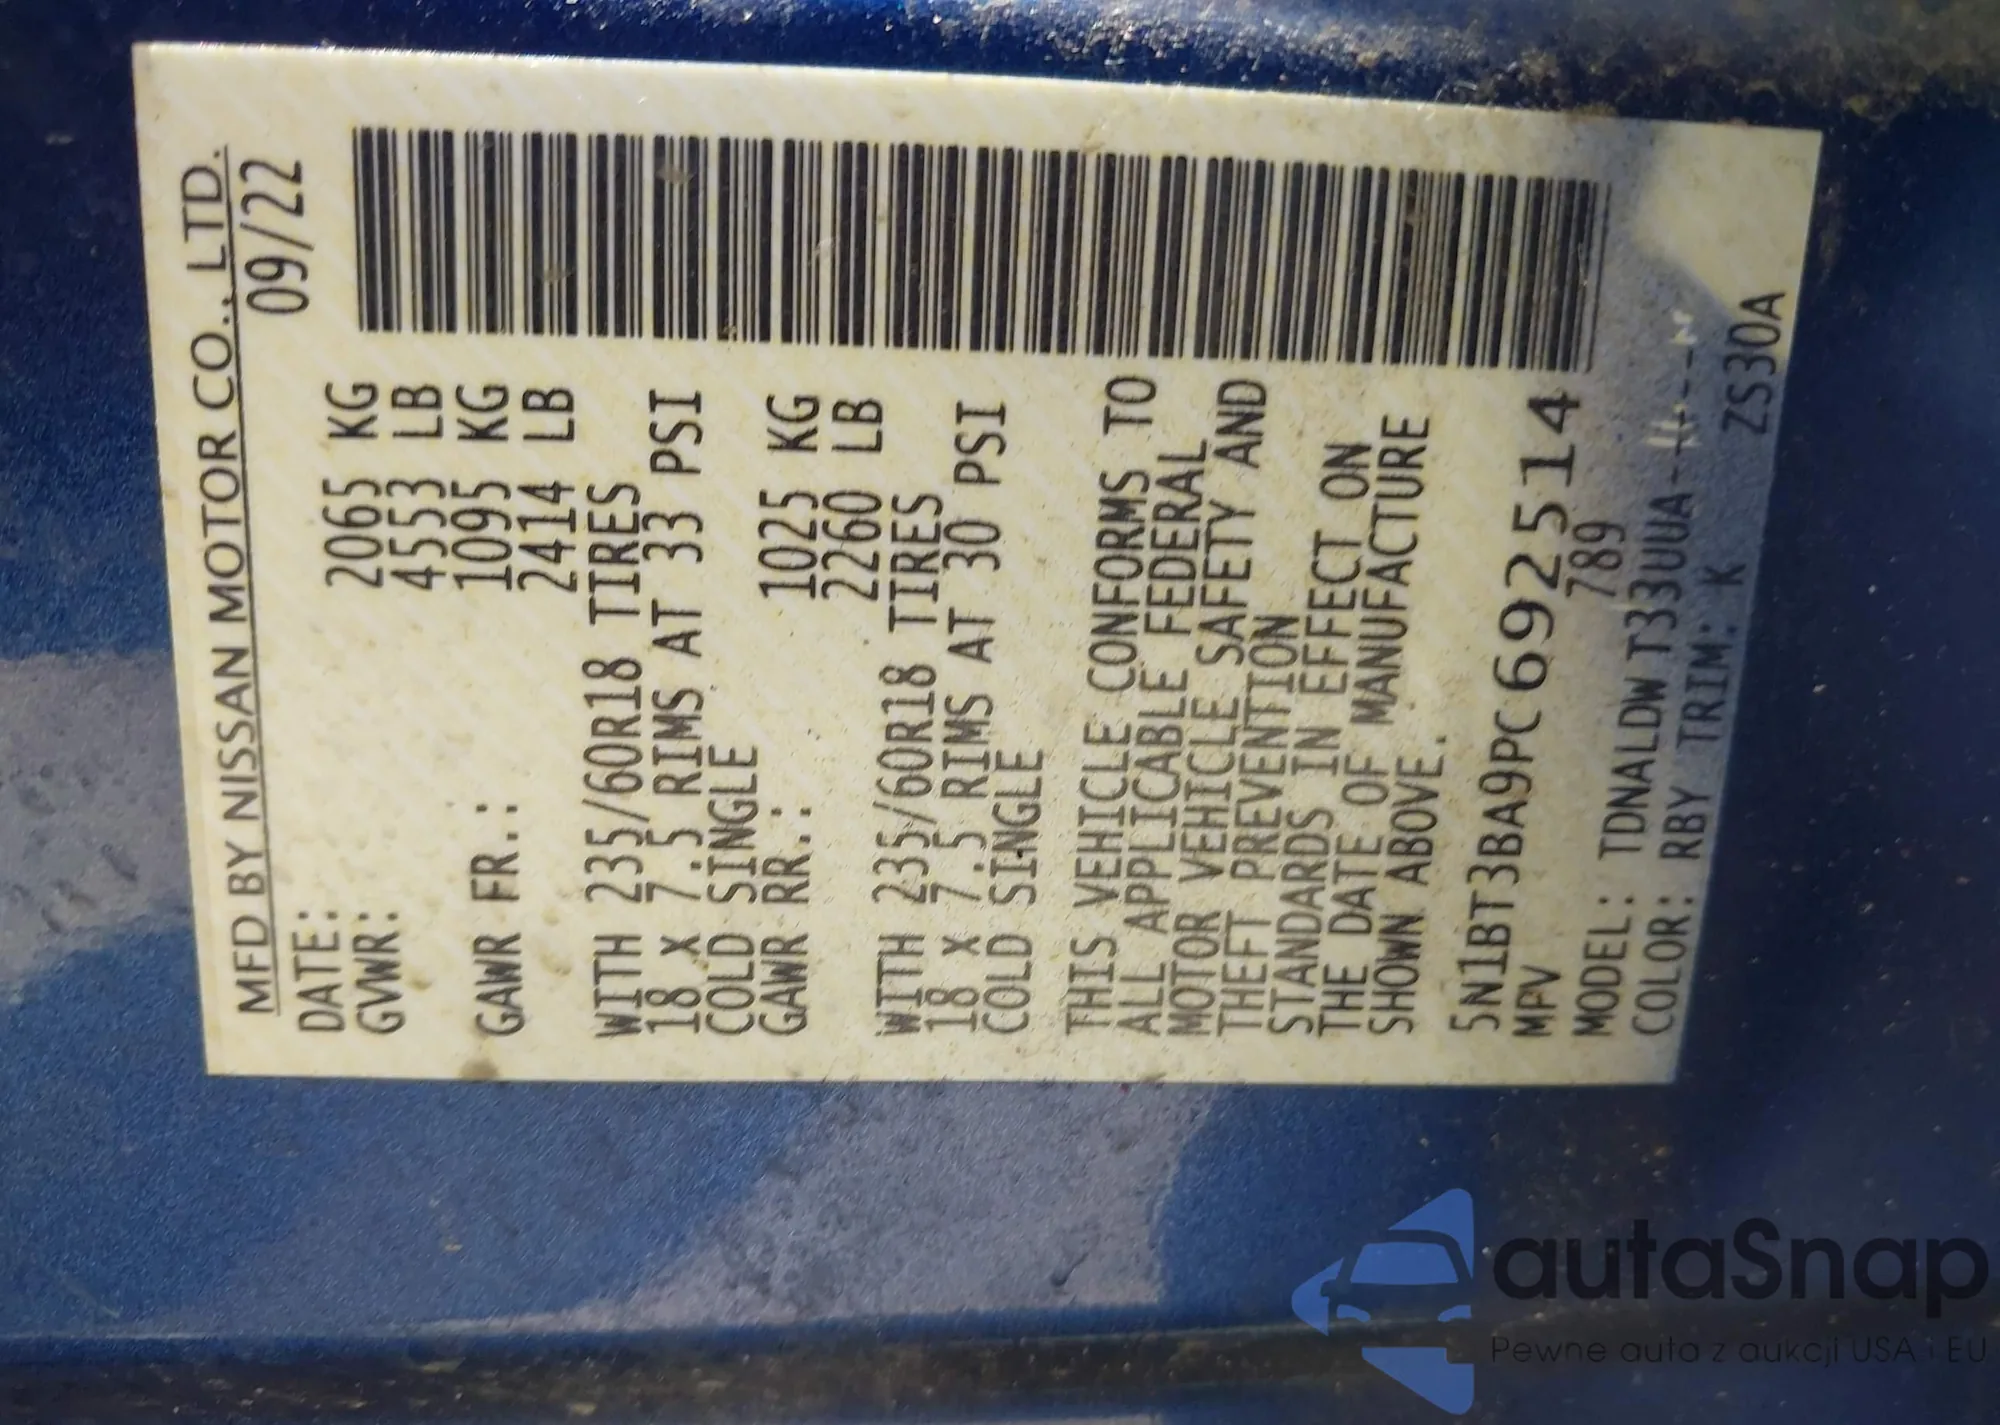 MFD BY NISSAN MOTOR CO., LTD.
DATE: 09/22
GVWR: 2065 KG
4553 LB
GAWR FR.: 1095 KG
2414 LB
WITH 235/60R18 TIRES
18 x 7.5 RIMS AT 33 PSI
COLD SINGLE
GAWR RR.: 1025 KG
2260 LB
WITH 235/60R18 TIRES
18 x 7.5 RIMS AT 30 PSI
COLD SINGLE
THIS VEHICLE CONFORMS TO
ALL APPLICABLE FEDERAL
MOTOR VEHICLE SAFETY AND
THEFT PREVENTION
STANDARDS IN EFFECT ON
THE DATE OF MANUFACTURE
SHOWN ABOVE.
5N1BT3BA9PC692514
MPV 789
MODEL: TDNALDW T33UUA-
COLOR: RBY TRIM: K ZS30A
autaSnap
Pewne auta z aukcji USA i EU